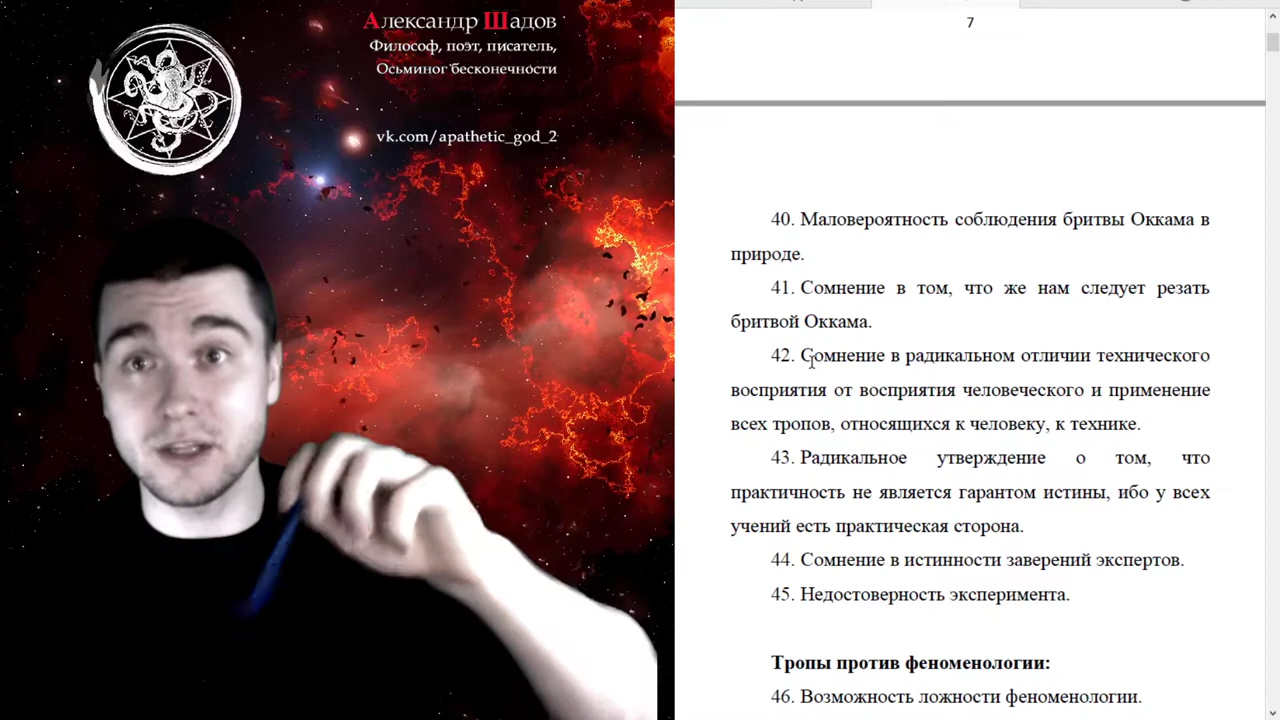 Александр Шадов
Философ, поэт, писатель,
Осьминог бесконечности
vk.com/apathetic_god_2
7
40. Маловероятность соблюдения бритвы Оккама в
природе.
41. Сомнение в том, что же нам следует резать
бритвой Оккама.
42. Сомнение в радикальном отличии технического
восприятия от восприятия человеческого и применение
всех тропов, относящихся к человеку, к технике.
43. Радикальное утверждение о том, что
практичность не является гарантом истины, ибо у всех
учений есть практическая сторона.
44. Сомнение в истинности заверений экспертов.
45. Недостоверность эксперимента.
Тропы против феноменологии:
46. Возможность ложности феноменологии.